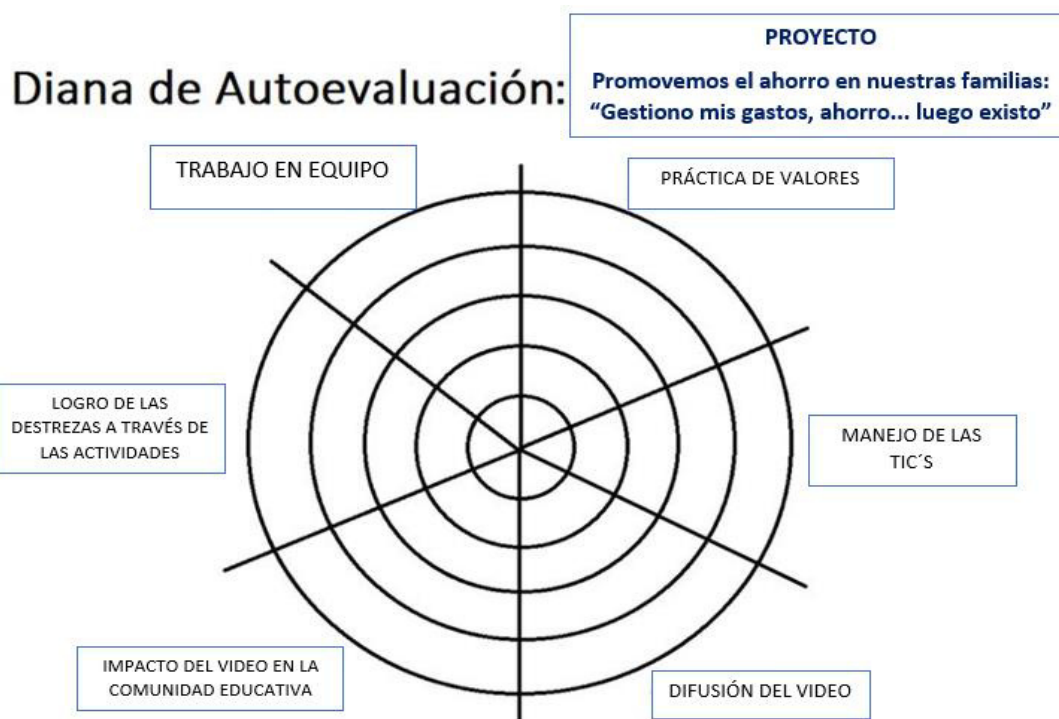 PROYECTO
Diana de Autoevaluación:
Promovemos el ahorro en nuestras familias:
“Gestiono mis gastos, ahorro... luego existo”
TRABAJO EN EQUIPO
PRÁCTICA DE VALORES
LOGRO DE LAS
DESTREZAS A TRAVÉS DE
LAS ACTIVIDADES
MANEJO DE LAS
TIC´S
IMPACTO DEL VIDEO EN LA
COMUNIDAD EDUCATIVA
DIFUSIÓN DEL VIDEO